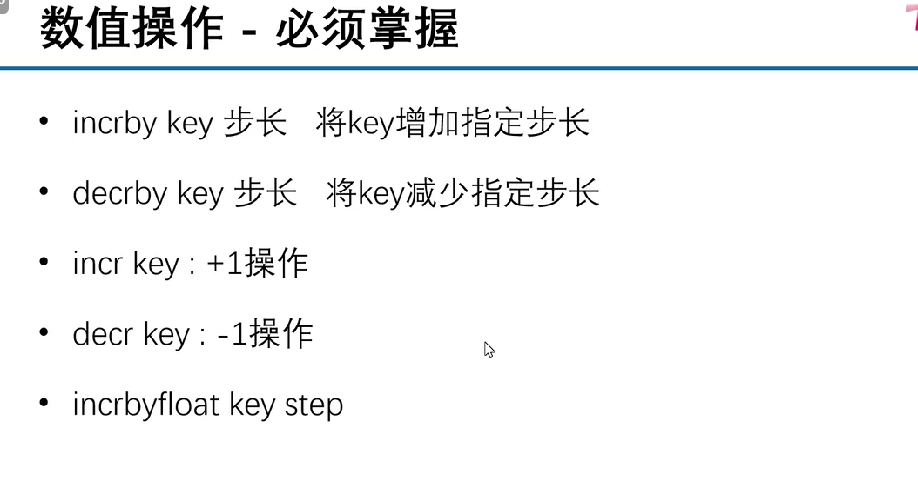 数值操作 - 必须掌握
• incrby key 步长 将key增加指定步长
• decrby key 步长 将key减少指定步长
• incr key : +1操作
• decr key : -1操作
• incrbyfloat key step